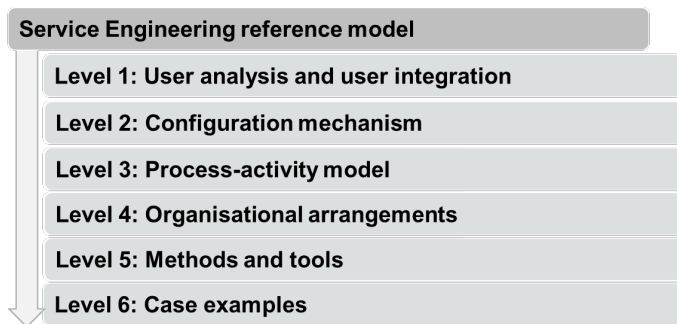 Service Engineering reference model
Level 1: User analysis and user integration
Level 2: Configuration mechanism
Level 3: Process-activity model
Level 4: Organisational arrangements
Level 5: Methods and tools
Level 6: Case examples